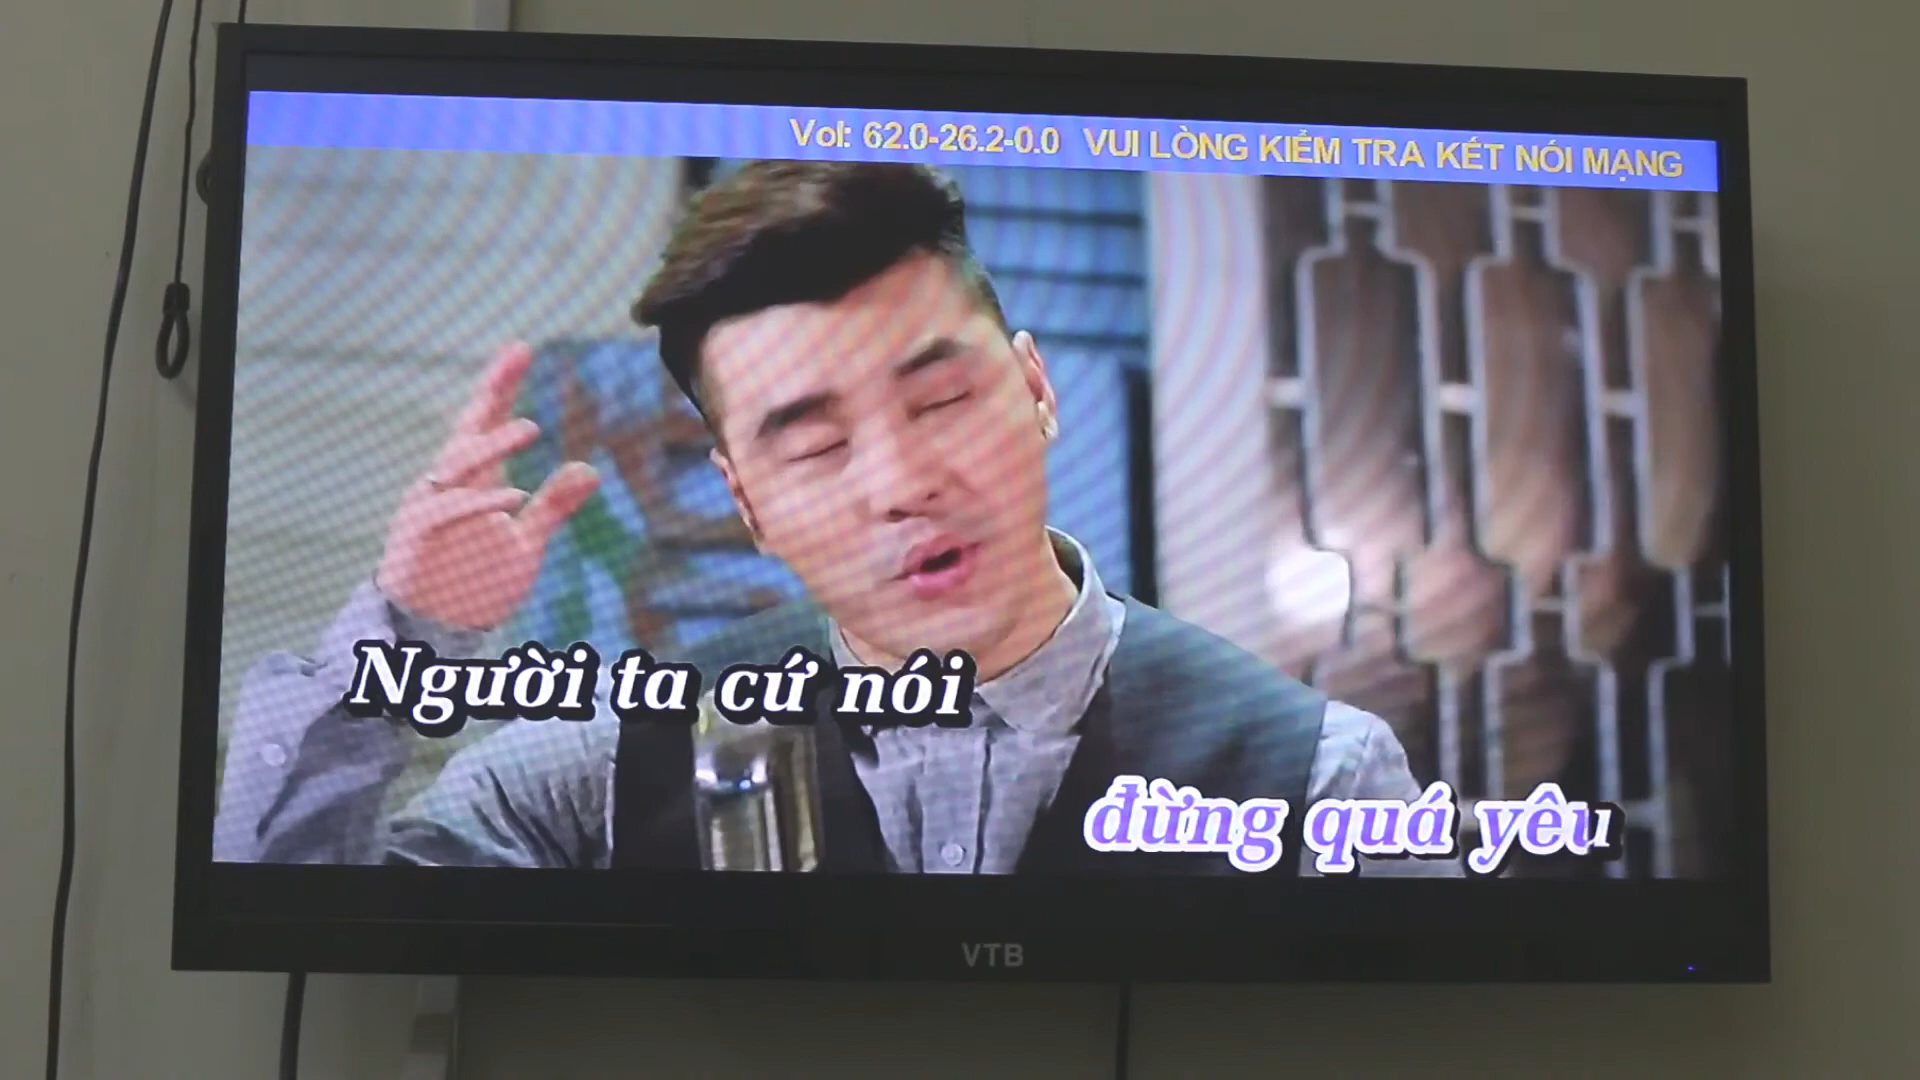 Vol: 62.0-26.2-0.0 VUI LÒNG KIỂM TRA KẾT NỐI MẠNG
Người ta cứ nói
đừng quá yêu
VTB